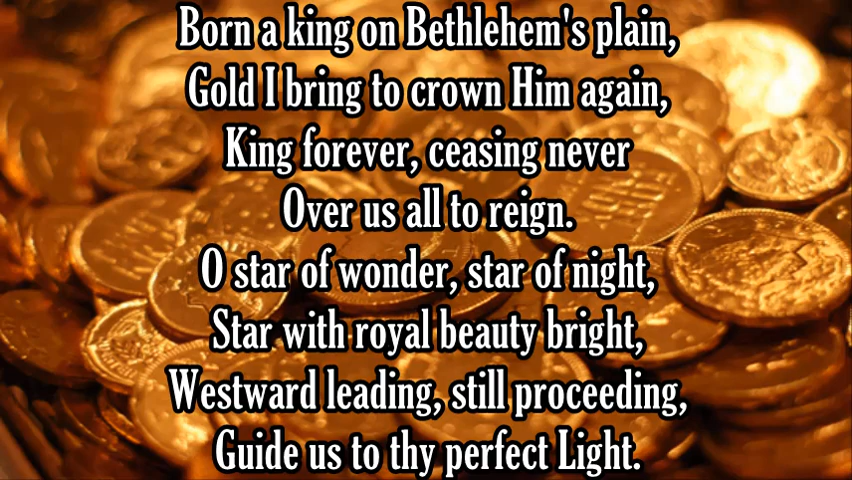 Born a king on Bethlehem's plain,
Gold I bring to crown Him again,
King forever, ceasing never
Over us all to reign.
O star of wonder, star of night,
Star with royal beauty bright,
Westward leading, still proceeding,
Guide us to thy perfect Light.